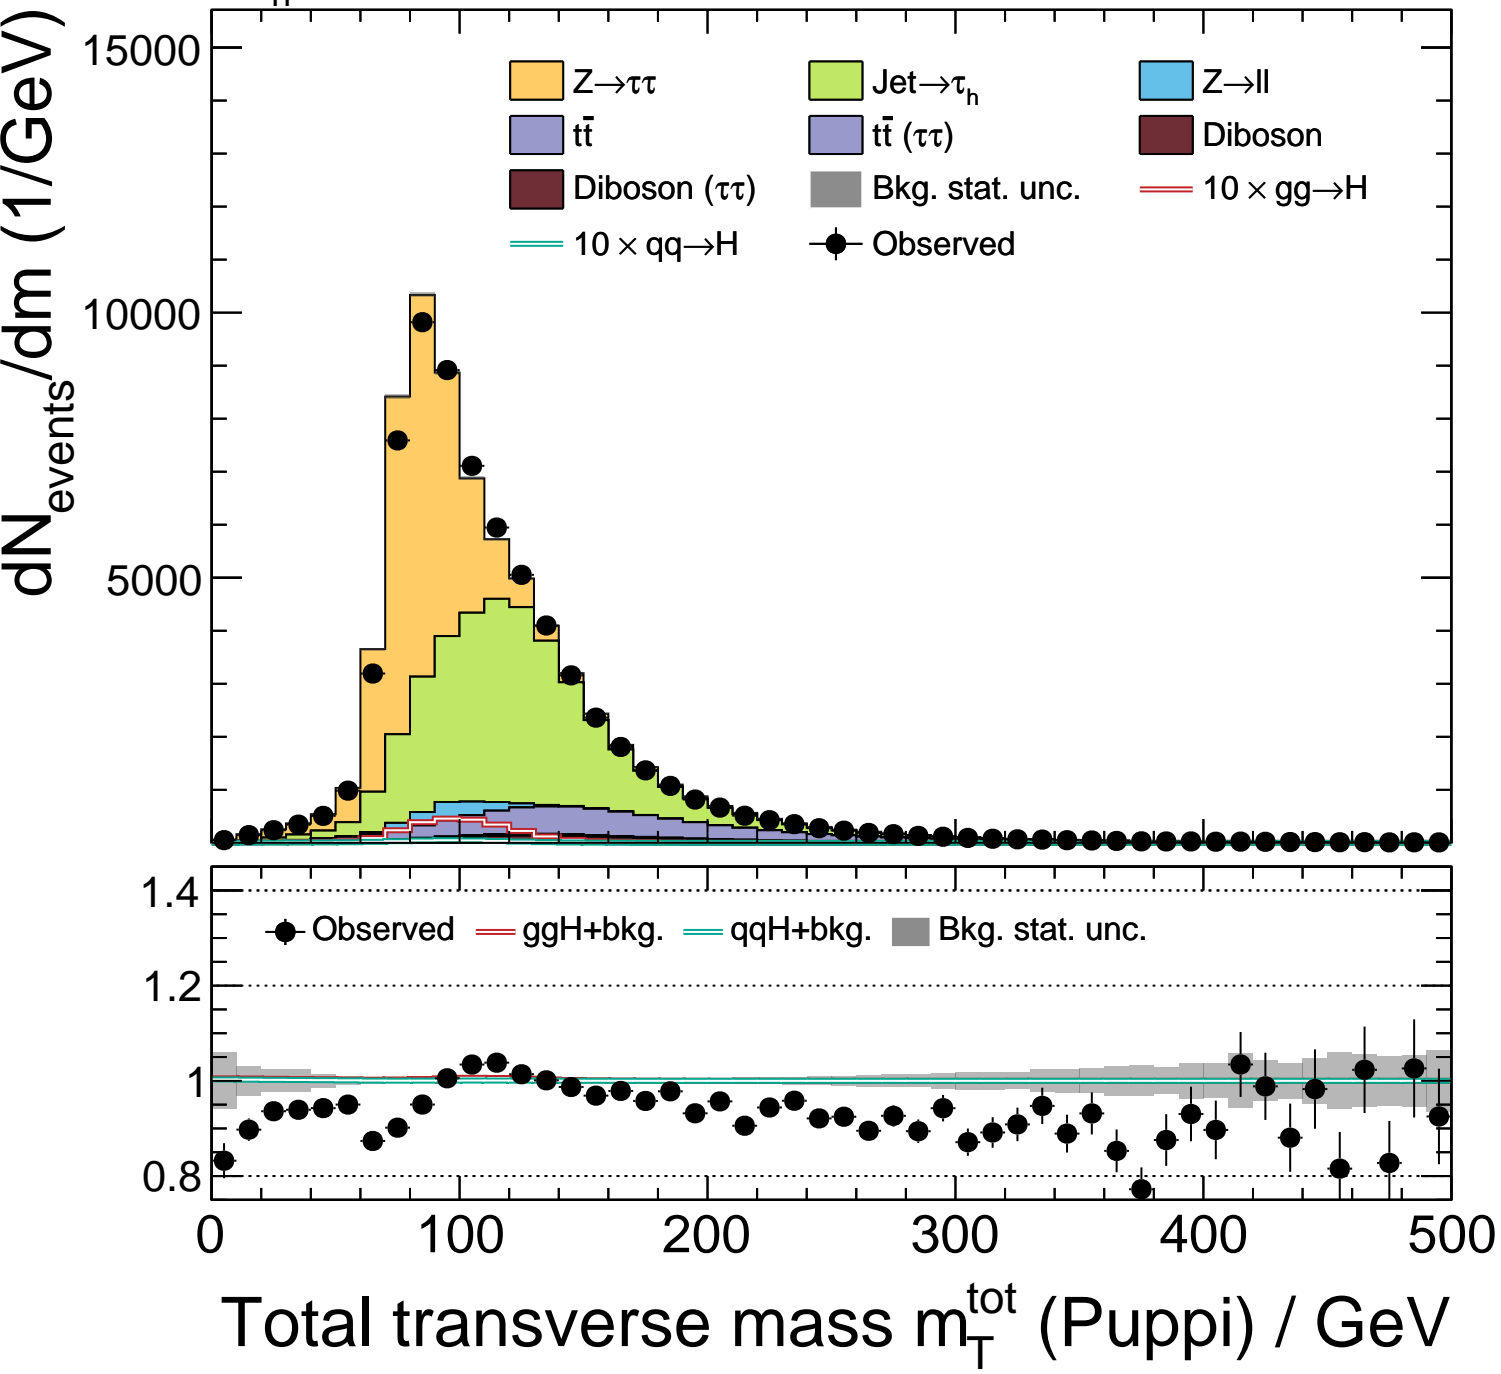 15000
10000
5000
dN_events/dm (1/GeV)
Z→ττ Jet→τ_h Z→ll
tt̄ tt̄ (ττ) Diboson
Diboson (ττ) Bkg. stat. unc. 10 × gg→H
10 × qq→H Observed
1.4
1.2
1
0.8
Observed ggH+bkg. qqH+bkg. Bkg. stat. unc.
0 100 200 300 400 500
Total transverse mass m_T^tot (Puppi) / GeV